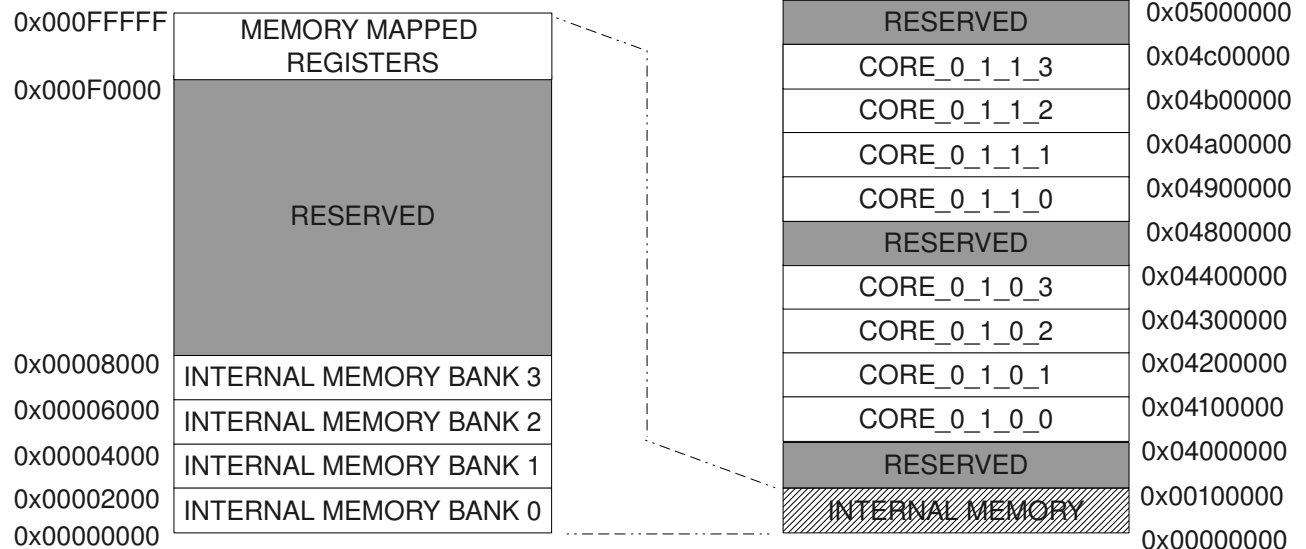 0x000FFFFF
MEMORY MAPPED
REGISTERS
0x000F0000
RESERVED
0x00008000
INTERNAL MEMORY BANK 3
0x00006000
INTERNAL MEMORY BANK 2
0x00004000
INTERNAL MEMORY BANK 1
0x00002000
INTERNAL MEMORY BANK 0
0x00000000
RESERVED
0x05000000
CORE_0_1_1_3
0x04c00000
CORE_0_1_1_2
0x04b00000
CORE_0_1_1_1
0x04a00000
CORE_0_1_1_0
0x04900000
RESERVED
0x04800000
CORE_0_1_0_3
0x04400000
CORE_0_1_0_2
0x04300000
CORE_0_1_0_1
0x04200000
CORE_0_1_0_0
0x04100000
RESERVED
0x04000000
INTERNAL MEMORY
0x00100000
0x00000000